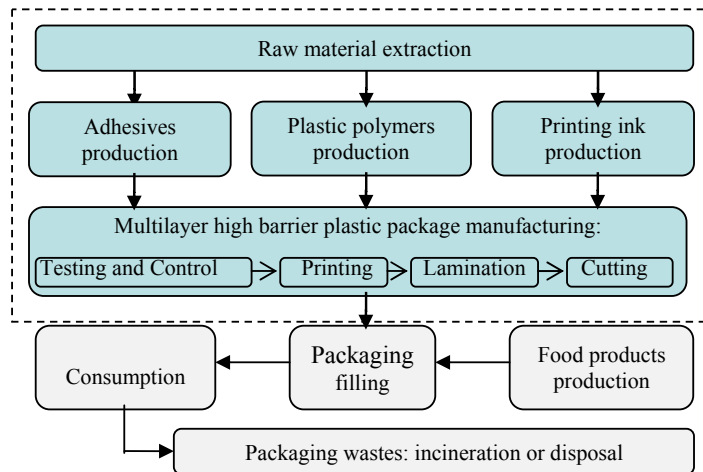 Raw material extraction
Adhesives
production
Plastic polymers
production
Printing ink
production
Multilayer high barrier plastic package manufacturing:
Testing and Control
Printing
Lamination
Cutting
Consumption
Packaging
filling
Food products
production
Packaging wastes: incineration or disposal